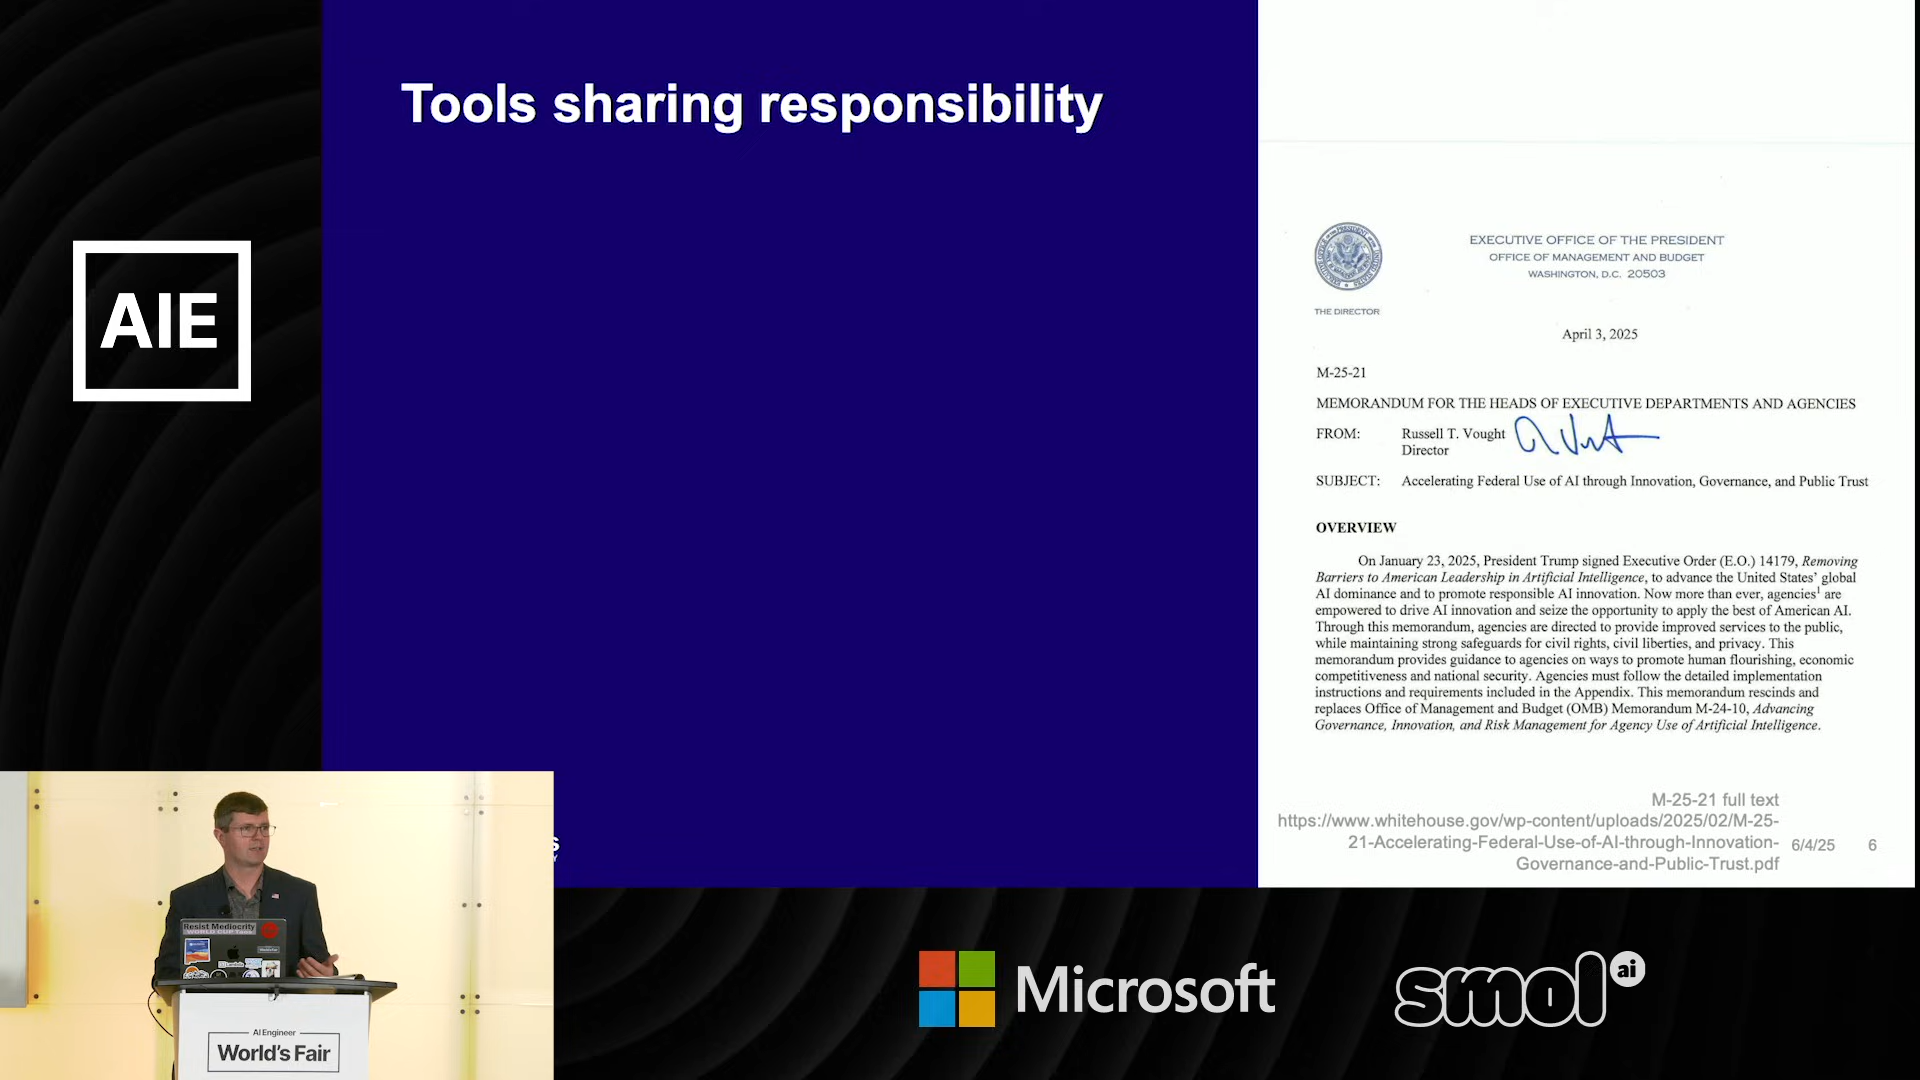 Tools sharing responsibility
AIE
EXECUTIVE OFFICE OF THE PRESIDENT
OFFICE OF MANAGEMENT AND BUDGET
WASHINGTON, D.C. 20503
THE DIRECTOR
April 3, 2025
M-25-21
MEMORANDUM FOR THE HEADS OF EXECUTIVE DEPARTMENTS AND AGENCIES
FROM: Russell T. Vought
Director
SUBJECT: Accelerating Federal Use of AI through Innovation, Governance, and Public Trust
OVERVIEW
On January 23, 2025, President Trump signed Executive Order (E.O.) 14179, Removing
Barriers to American Leadership in Artificial Intelligence, to advance the United States' global
AI dominance and to promote responsible AI innovation. Now more than ever, agencies¹ are
empowered to drive AI innovation and seize the opportunity to apply the best of American AI.
Through this memorandum, agencies are directed to provide improved services to the public,
while maintaining strong safeguards for civil rights, civil liberties, and privacy. This
memorandum provides guidance to agencies on ways to promote human flourishing, economic
competitiveness and national security. Agencies must follow the detailed implementation
instructions and requirements included in the Appendix. This memorandum rescinds and
replaces Office of Management and Budget (OMB) Memorandum M-24-10, Advancing
Governance, Innovation, and Risk Management for Agency Use of Artificial Intelligence.
M-25-21 full text
https://www.whitehouse.gov/wp-content/uploads/2025/02/M-25-
21-Accelerating-Federal-Use-of-AI-through-Innovation-
Governance-and-Public-Trust.pdf
6/4/25 6
Resist Mediocrity
AI Engineer
World's Fair
Microsoft
smol ai